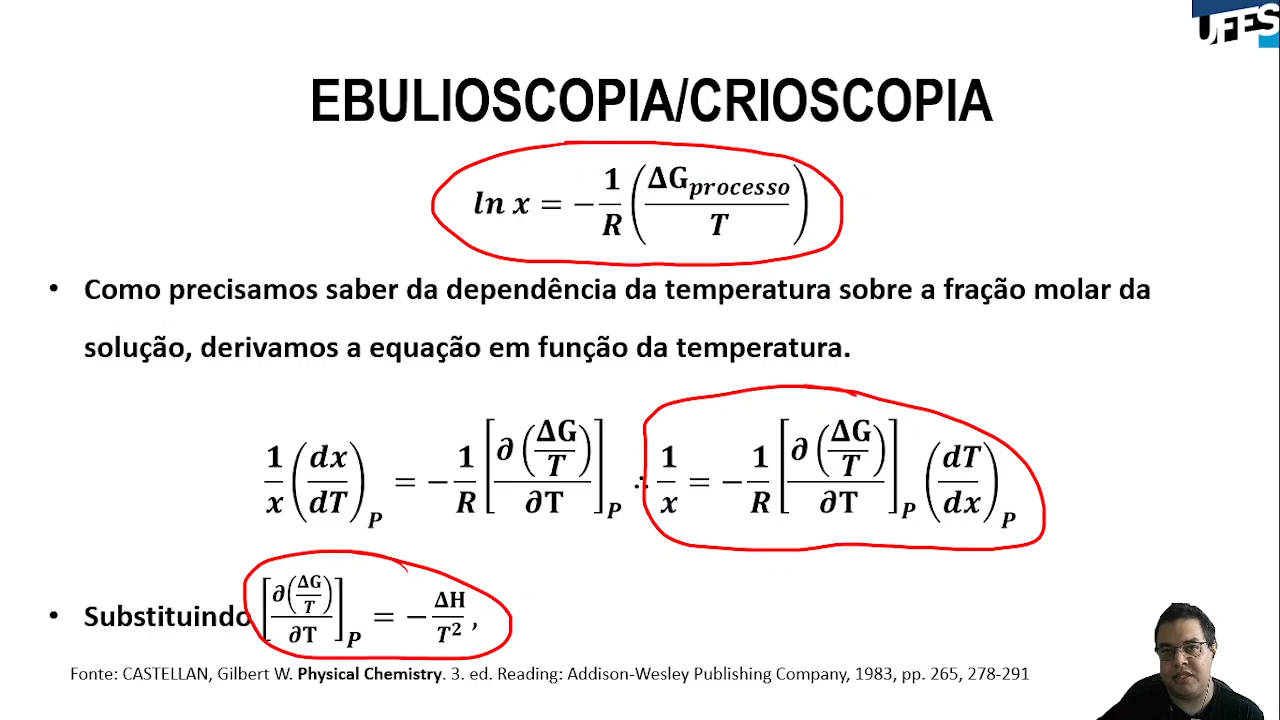 UFES
EBULIOSCOPIA/CRIOSCOPIA
ln x = −1/R (ΔG_processo/T)
• Como precisamos saber da dependência da temperatura sobre a fração molar da
solução, derivamos a equação em função da temperatura.
1/x (dx/dT)_P = −1/R [∂(ΔG/T)/∂T]_P ∴ 1/x = −1/R [∂(ΔG/T)/∂T]_P (dT/dx)_P
• Substituindo [∂(ΔG/T)/∂T]_P = −ΔH/T²,
Fonte: CASTELLAN, Gilbert W. Physical Chemistry. 3. ed. Reading: Addison-Wesley Publishing Company, 1983, pp. 265, 278-291